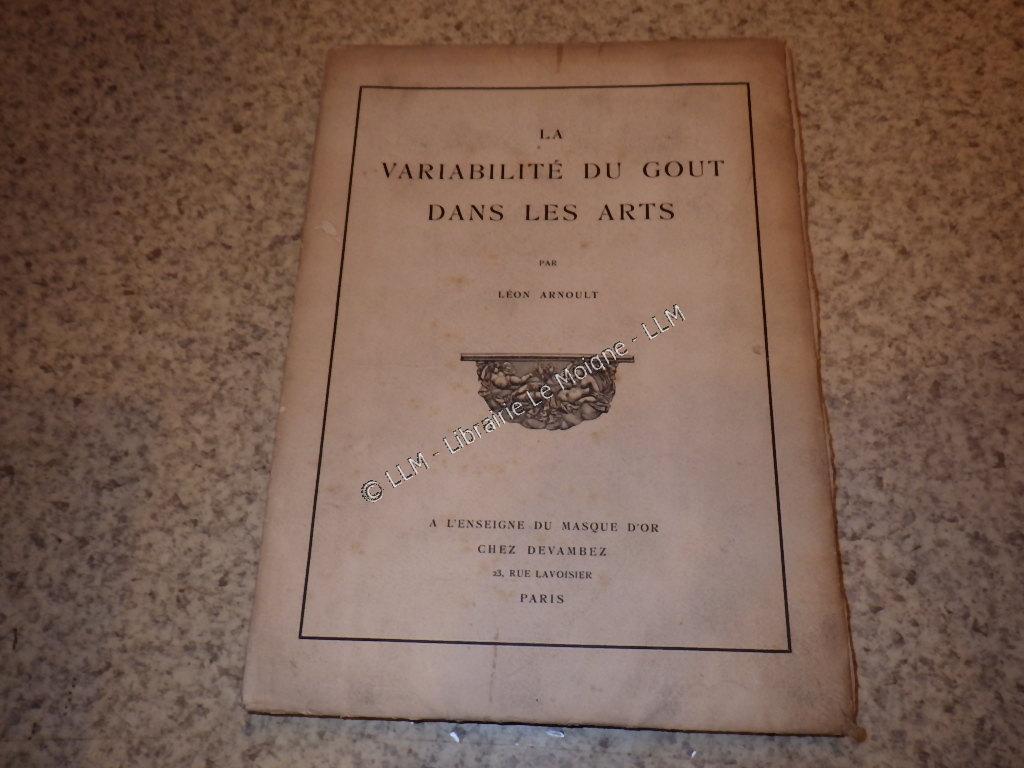 LA
VARIABILITÉ DU GOUT
DANS LES ARTS
PAR
LÉON ARNOULT
© LLM - Librairie Le Moigne - LLM
A L'ENSEIGNE DU MASQUE D'OR
CHEZ DEVAMBEZ
23, RUE LAVOISIER
PARIS